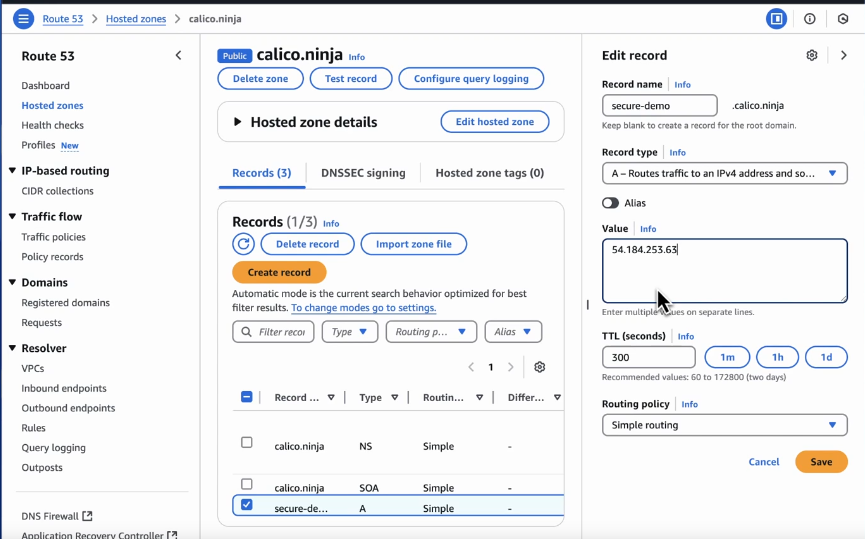 Route 53 > Hosted zones > calico.ninja
Route 53
Dashboard
Hosted zones
Health checks
Profiles New
IP-based routing
CIDR collections
Traffic flow
Traffic policies
Policy records
Domains
Registered domains
Requests
Resolver
VPCs
Inbound endpoints
Outbound endpoints
Rules
Query logging
Outposts
DNS Firewall
Application Recovery Controller
Public calico.ninja Info
Delete zone Test record Configure query logging
Hosted zone details Edit hosted zone
Records (3) DNSSEC signing Hosted zone tags (0)
Records (1/3) Info
Delete record Import zone file
Create record
Automatic mode is the current search behavior optimized for best
filter results. To change modes go to settings.
Filter recor Type Routing p... Alias
1
Record ... Type Routin... Differ...
calico.ninja NS Simple -
calico.ninja SOA Simple -
secure-de... A Simple -
Edit record
Record name Info
secure-demo .calico.ninja
Keep blank to create a record for the root domain.
Record type Info
A – Routes traffic to an IPv4 address and so...
Alias
Value Info
54.184.253.63
Enter multiple values on separate lines.
TTL (seconds) Info
300 1m 1h 1d
Recommended values: 60 to 172800 (two days)
Routing policy Info
Simple routing
Cancel Save